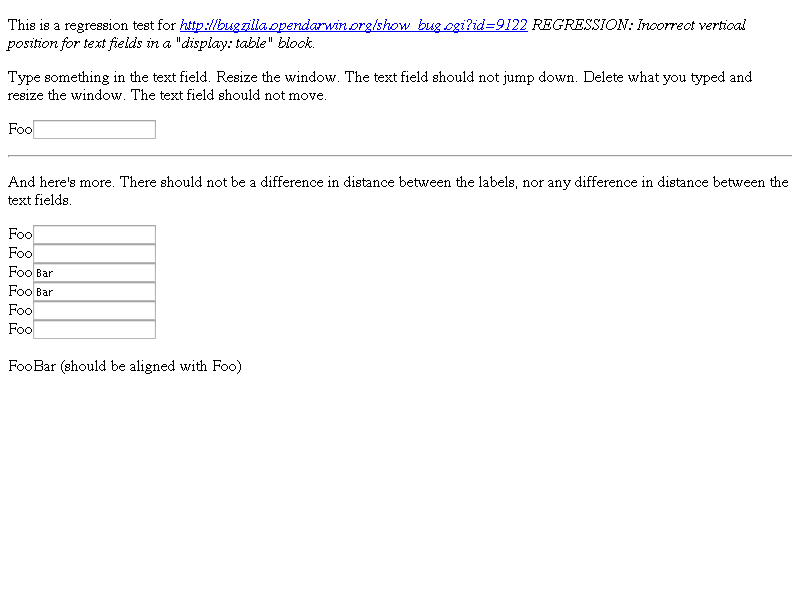 This is a regression test for http://bugzilla.opendarwin.org/show_bug.cgi?id=9122 REGRESSION: Incorrect vertical
position for text fields in a "display: table" block.
Type something in the text field. Resize the window. The text field should not jump down. Delete what you typed and
resize the window. The text field should not move.
Foo
And here's more. There should not be a difference in distance between the labels, nor any difference in distance between the
text fields.
Foo
Foo
Foo Bar
Foo Bar
Foo
Foo
FooBar (should be aligned with Foo)